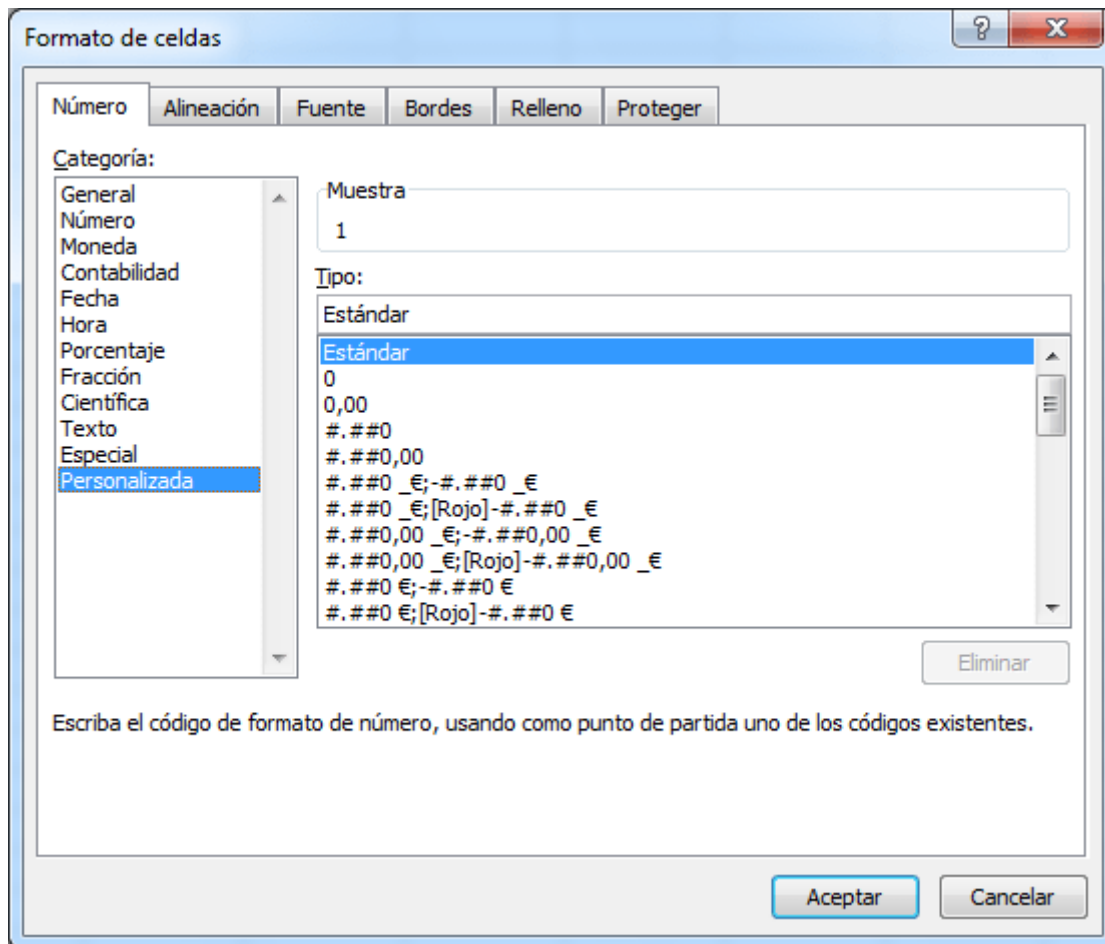 Formato de celdas
Número Alineación Fuente Bordes Relleno Proteger
Categoría:
General
Número
Moneda
Contabilidad
Fecha
Hora
Porcentaje
Fracción
Científica
Texto
Especial
Personalizada
Muestra
1
Tipo:
Estándar
Estándar
0
0,00
#.##0
#.##0,00
#.##0 _€;-#.##0 _€
#.##0 _€;[Rojo]-#.##0 _€
#.##0,00 _€;-#.##0,00 _€
#.##0,00 _€;[Rojo]-#.##0,00 _€
#.##0 €;-#.##0 €
#.##0 €;[Rojo]-#.##0 €
Eliminar
Escriba el código de formato de número, usando como punto de partida uno de los códigos existentes.
Aceptar Cancelar